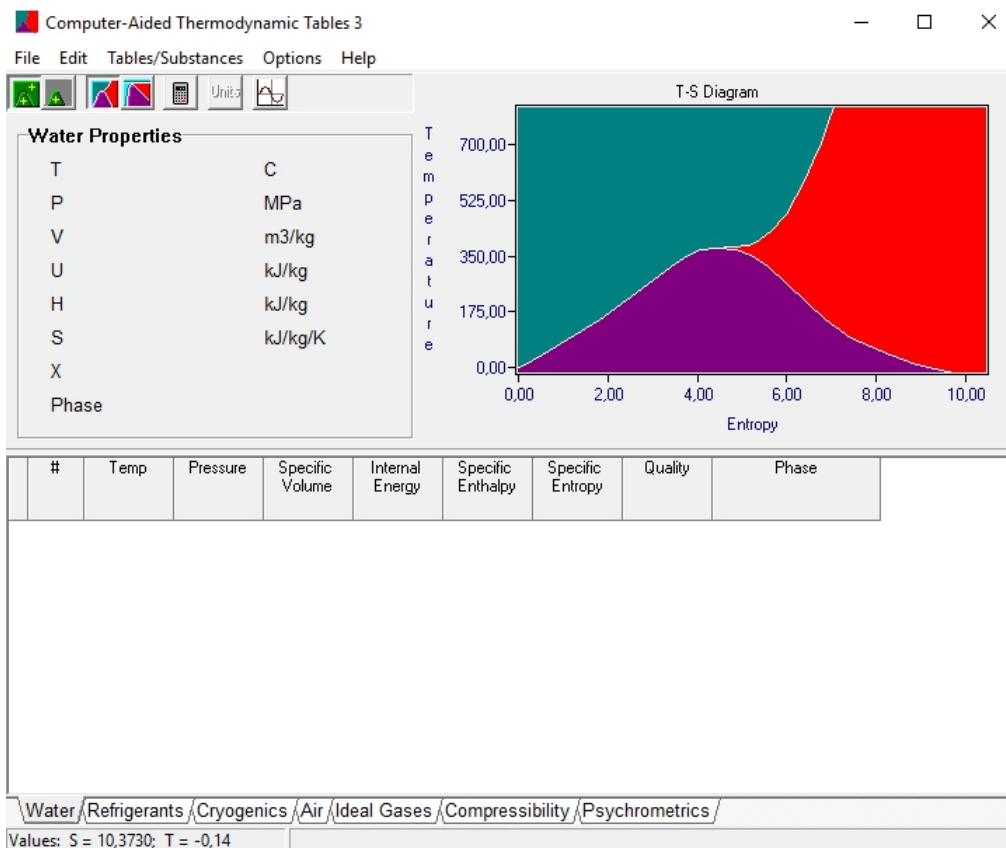 Computer-Aided Thermodynamic Tables 3
File Edit Tables/Substances Options Help
Units
Water Properties
T C
P MPa
V m3/kg
U kJ/kg
H kJ/kg
S kJ/kg/K
X
Phase
T-S Diagram
Temperature
700,00
525,00
350,00
175,00
0,00
0,00 2,00 4,00 6,00 8,00 10,00
Entropy
# Temp Pressure Specific Volume Internal Energy Specific Enthalpy Specific Entropy Quality Phase
Water Refrigerants Cryogenics Air Ideal Gases Compressibility Psychrometrics
Values: S = 10,3730; T = -0,14